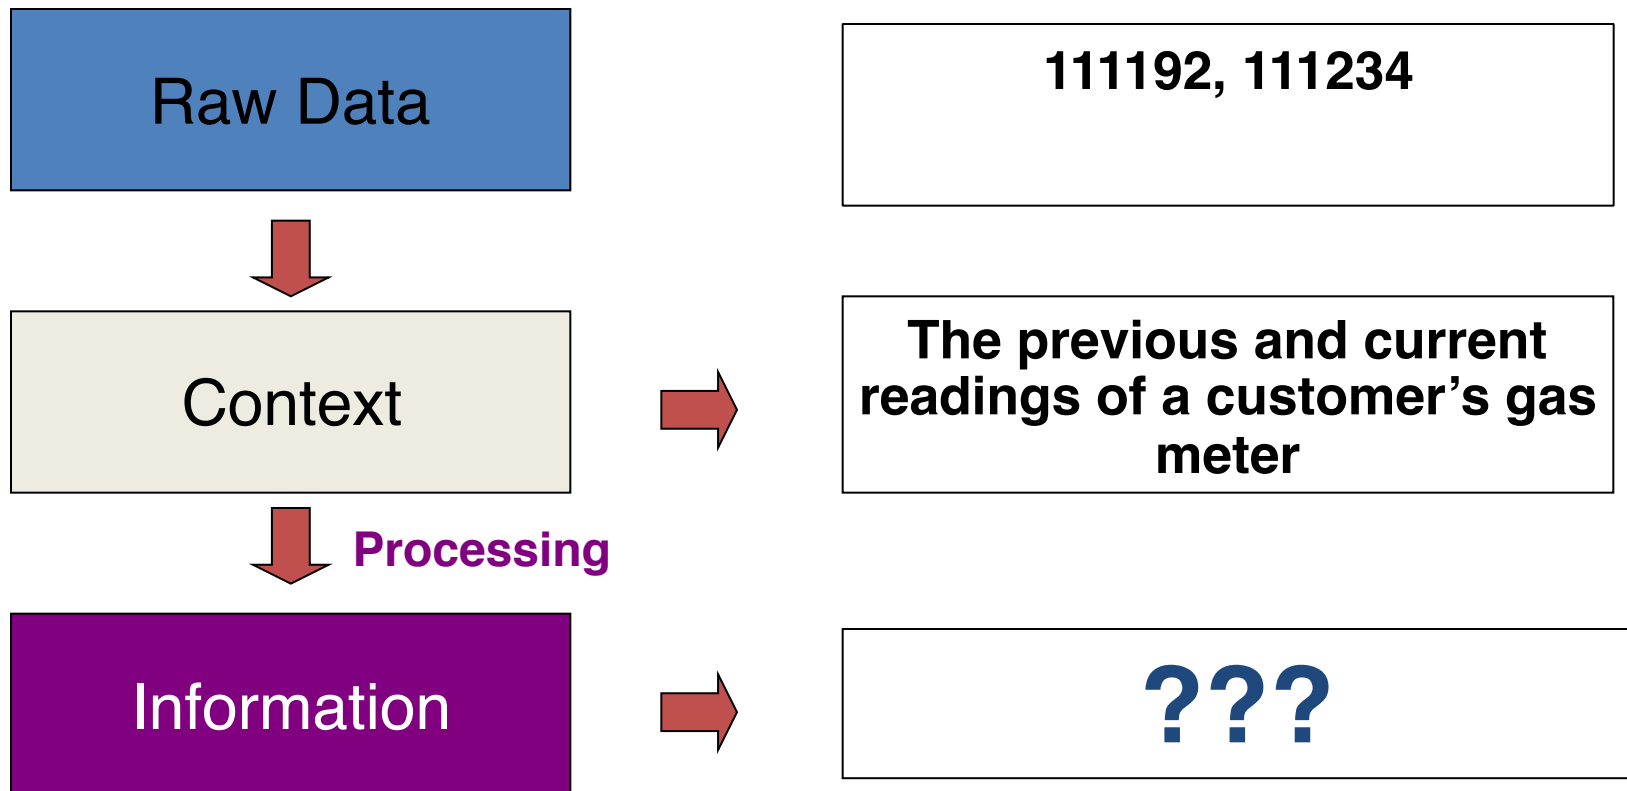 Raw Data
111192, 111234
Context
The previous and current
readings of a customer’s gas
meter
Processing
Information
???